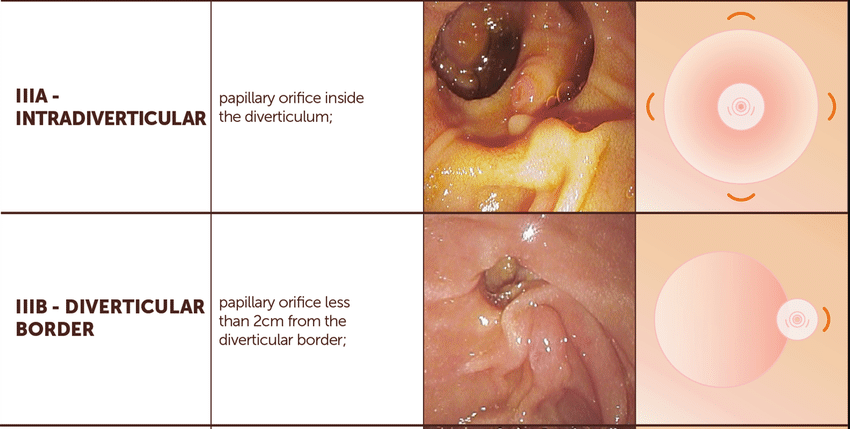 IIIA -
INTRADIVERTICULAR
papillary orifice inside
the diverticulum;
IIIB - DIVERTICULAR
BORDER
papillary orifice less
than 2cm from the
diverticular border;